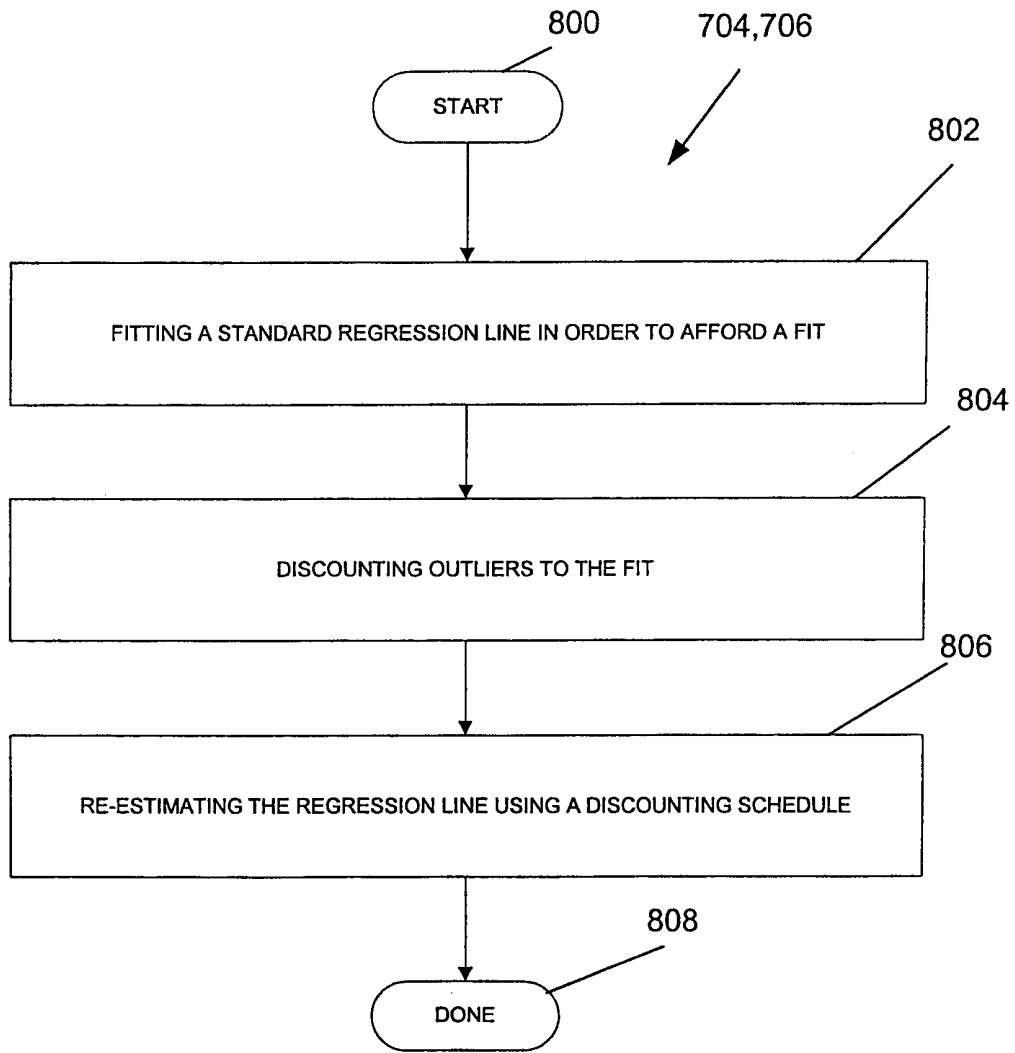 800
704,706
START
802
FITTING A STANDARD REGRESSION LINE IN ORDER TO AFFORD A FIT
804
DISCOUNTING OUTLIERS TO THE FIT
806
RE-ESTIMATING THE REGRESSION LINE USING A DISCOUNTING SCHEDULE
808
DONE